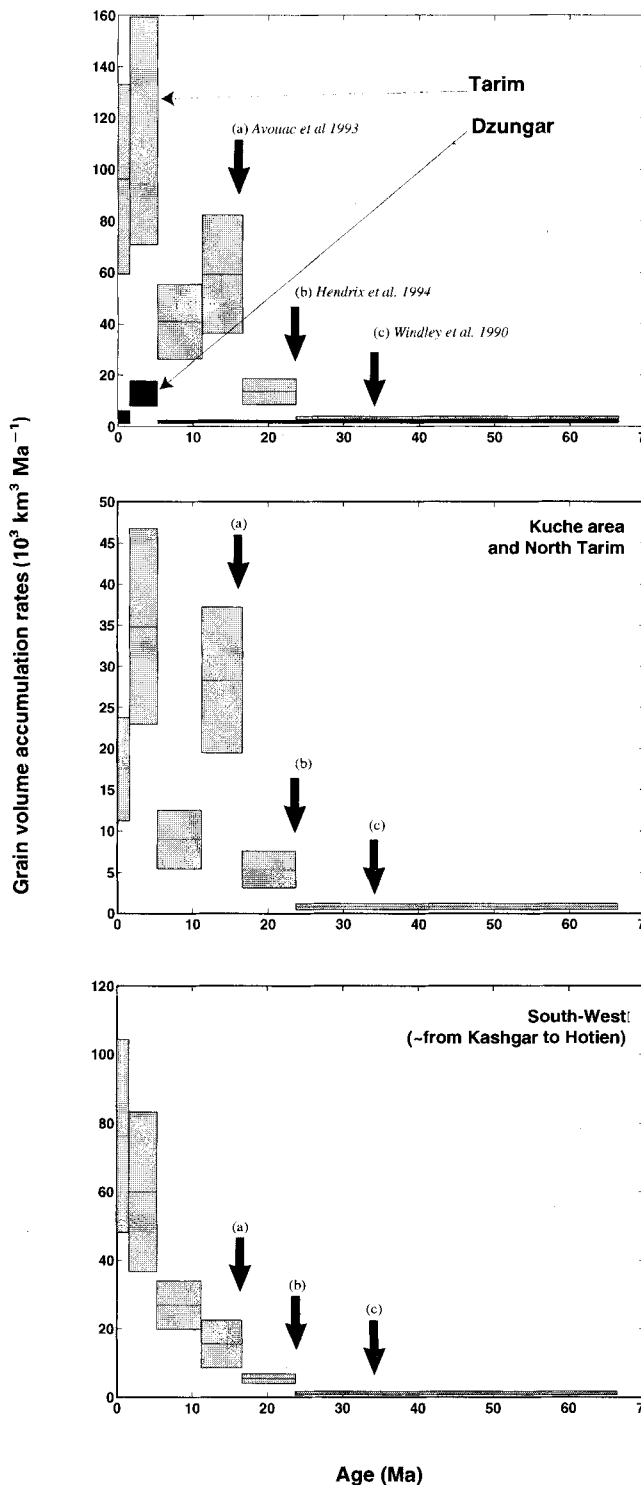 160
140
120
100
80
60
40
20
0
Tarim
Dzungar
(a) Avouac et al 1993
(b) Hendrix et al. 1994
(c) Windley et al. 1990
0 10 20 30 40 50 60 7
Grain volume accumulation rates (10³ km³ Ma⁻¹)
50
45
40
35
30
25
20
15
10
5
0
Kuche area
and North Tarim
(a)
(b)
(c)
0 10 20 30 40 50 60 7
120
100
80
60
40
20
0
South-West
(~from Kashgar to Hotien)
(a)
(b)
(c)
0 10 20 30 40 50 60 7
Age (Ma)